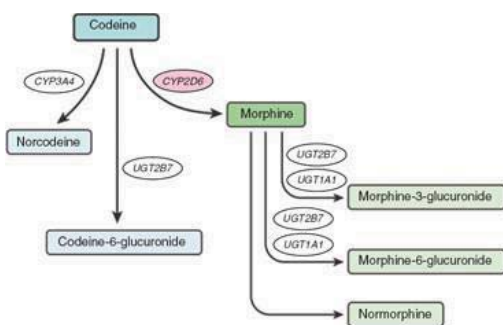 Codeine
CYP3A4
CYP2D6
Norcodeine
Morphine
UGT2B7
UGT2B7
UGT1A1
Morphine-3-glucuronide
UGT2B7
UGT1A1
Codeine-6-glucuronide
Morphine-6-glucuronide
Normorphine